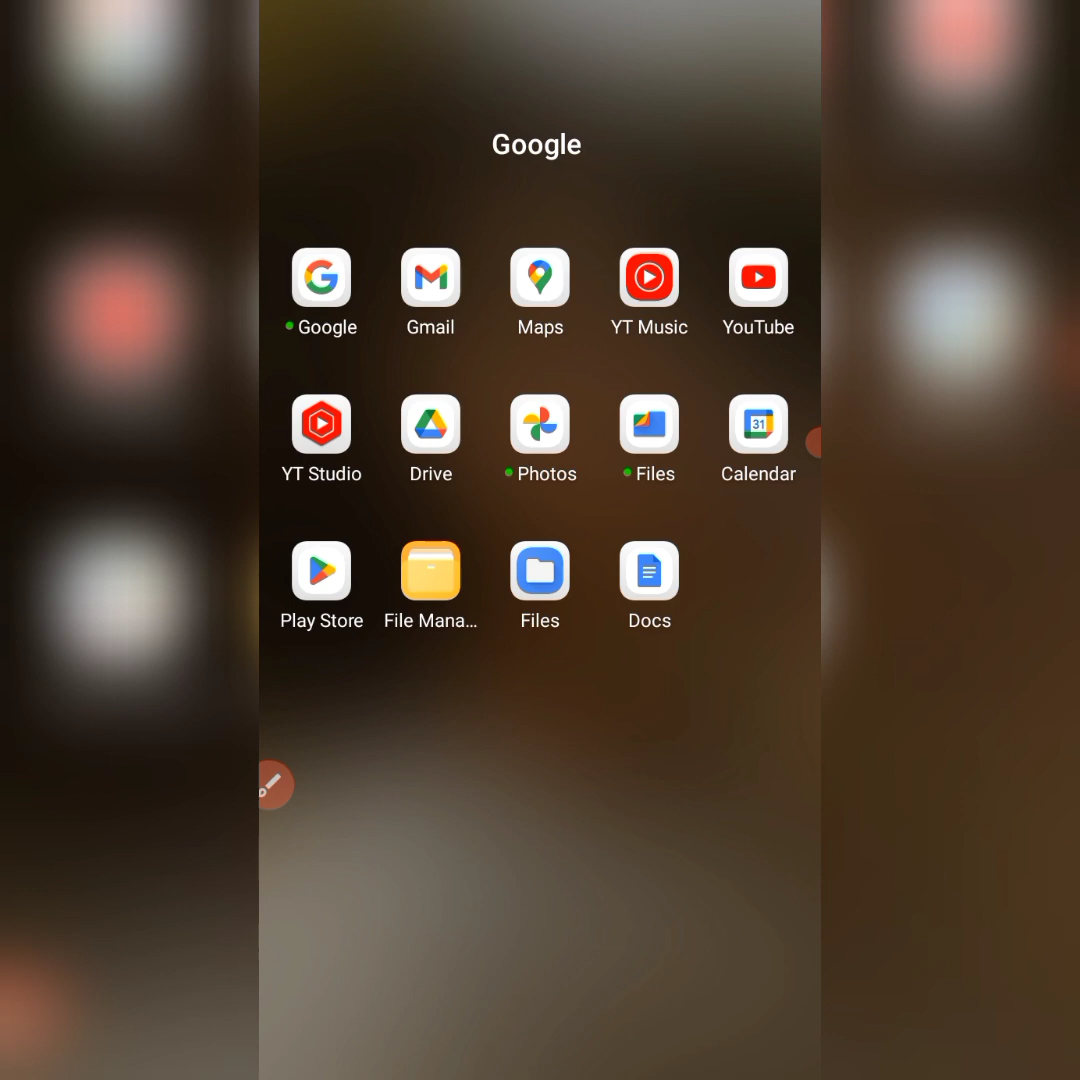 Google
Google Gmail Maps YT Music YouTube
YT Studio Drive Photos Files 31 Calendar
Play Store File Mana... Files Docs